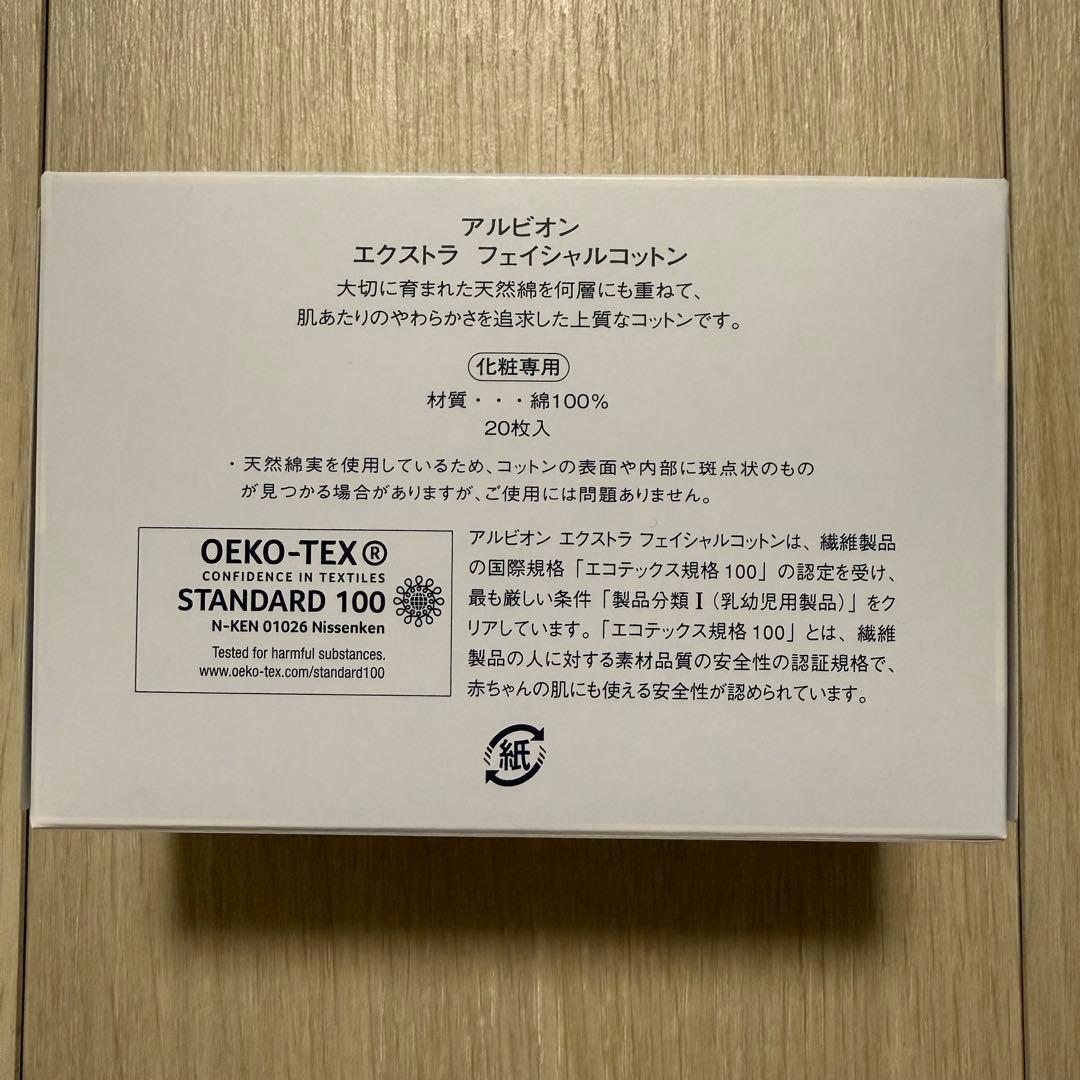 アルビオン
エクストラ フェイシャルコットン
大切に育まれた天然綿を何層にも重ねて、
肌あたりのやわらかさを追求した上質なコットンです。
化粧専用
材質・・・綿100%
20枚入
・天然綿実を使用しているため、コットンの表面や内部に斑点状のもの
が見つかる場合がありますが、ご使用には問題ありません。
OEKO-TEX®
CONFIDENCE IN TEXTILES
STANDARD 100
N-KEN 01026 Nissenken
Tested for harmful substances.
www.oeko-tex.com/standard100
アルビオン エクストラ フェイシャルコットンは、繊維製品
の国際規格「エコテックス規格100」の認定を受け、
最も厳しい条件「製品分類Ⅰ(乳幼児用製品)」をク
リアしています。「エコテックス規格100」とは、繊維
製品の人に対する素材品質の安全性の認証規格で、
赤ちゃんの肌にも使える安全性が認められています。
紙